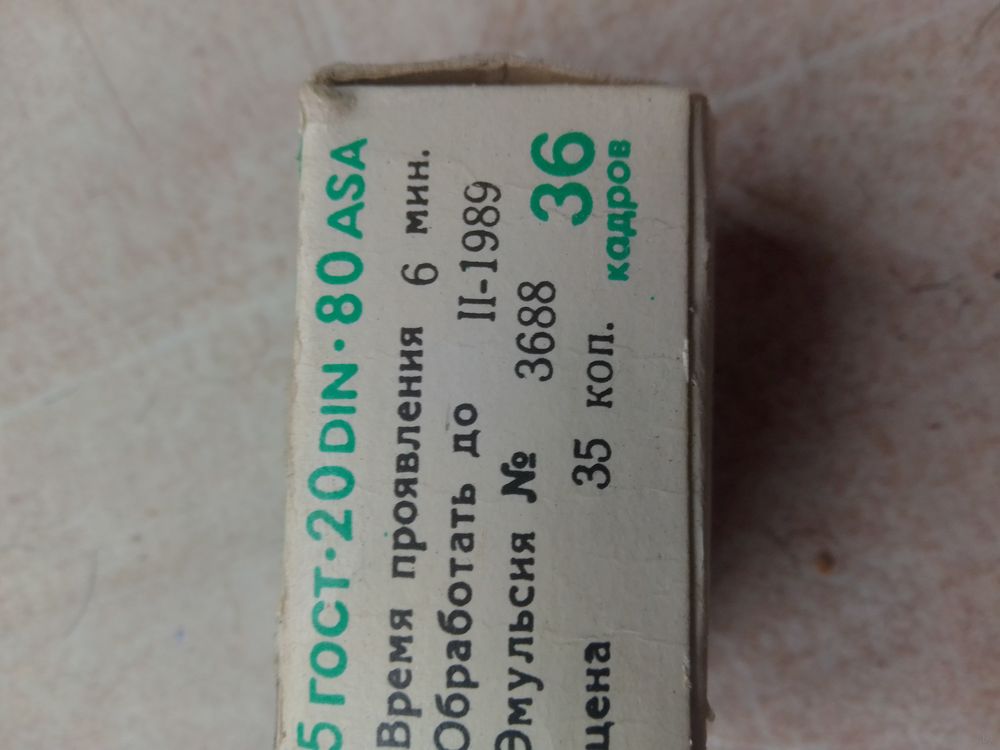 5 ГОСТ·20 DIN·80 ASA
Время проявления 6 мин.
Обработать до II-1989
Эмульсия № 3688
цена 35 коп.
36
кадров